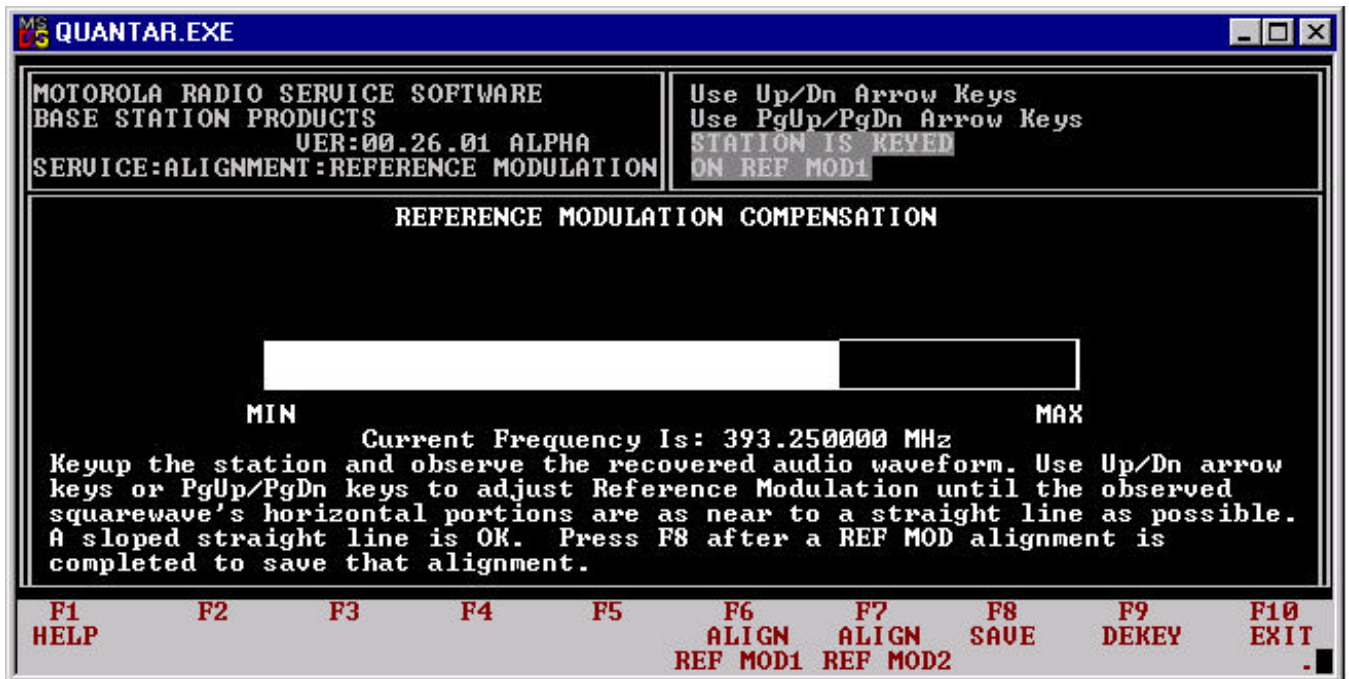 MS DOS QUANTAR.EXE
MOTOROLA RADIO SERVICE SOFTWARE
BASE STATION PRODUCTS
VER:00.26.01 ALPHA
SERVICE:ALIGNMENT:REFERENCE MODULATION
Use Up/Dn Arrow Keys
Use PgUp/PgDn Arrow Keys
STATION IS KEYED
ON REF MOD1
REFERENCE MODULATION COMPENSATION
MIN MAX
Current Frequency Is: 393.250000 MHz
Keyup the station and observe the recovered audio waveform. Use Up/Dn arrow
keys or PgUp/PgDn keys to adjust Reference Modulation until the observed
squarewave's horizontal portions are as near to a straight line as possible.
A sloped straight line is OK.  Press F8 after a REF MOD alignment is
completed to save that alignment.
F1 F2 F3 F4 F5 F6 F7 F8 F9 F10
HELP ALIGN ALIGN SAVE DEKEY EXIT
REF MOD1 REF MOD2 .